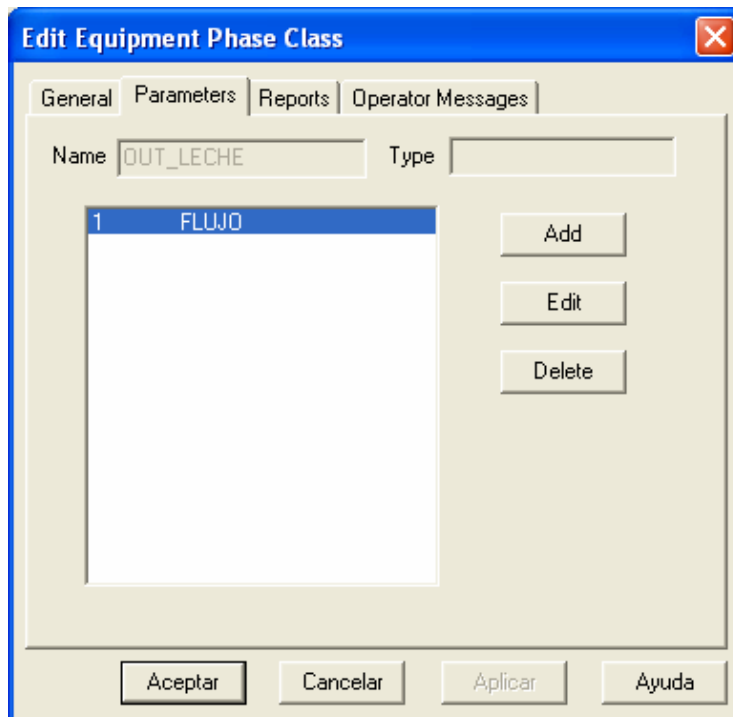 Edit Equipment Phase Class
General Parameters Reports Operator Messages
Name OUT_LECHE Type
1 FLUJO
Add
Edit
Delete
Aceptar Cancelar Aplicar Ayuda